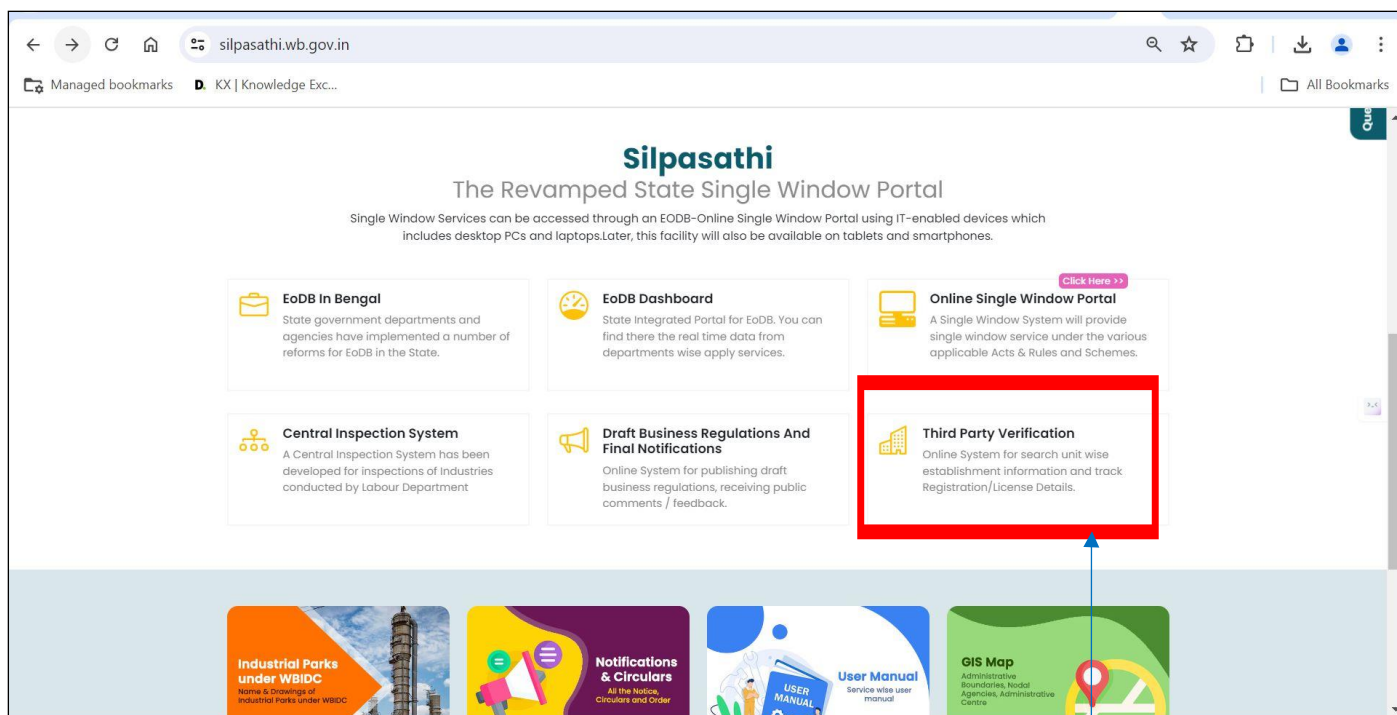 silpasathi.wb.gov.in
Managed bookmarks
D. KX | Knowledge Exc...
All Bookmarks
Que
Silpasathi
The Revamped State Single Window Portal
Single Window Services can be accessed through an EODB-Online Single Window Portal using IT-enabled devices which
includes desktop PCs and laptops.Later, this facility will also be available on tablets and smartphones.
EoDB In Bengal
State government departments and
agencies have implemented a number of
reforms for EoDB in the State.
EoDB Dashboard
State Integrated Portal for EoDB. You can
find there the real time data from
departments wise apply services.
Click Here >>
Online Single Window Portal
A Single Window System will provide
single window service under the various
applicable Acts & Rules and Schemes.
Central Inspection System
A Central Inspection System has been
developed for inspections of Industries
conducted by Labour Department
Draft Business Regulations And
Final Notifications
Online System for publishing draft
business regulations, receiving public
comments / feedback.
Third Party Verification
Online System for search unit wise
establishment information and track
Registration/License Details.
Industrial Parks
under WBIDC
Name & Drawings of
Industrial Parks under WBIDC
Notifications
& Circulars
All the Notice,
Circulars and Order
USER
MANUAL
User Manual
Service wise user
manual
GIS Map
Administrative
Boundaries, Nodal
Agencies, Administrative
Centre